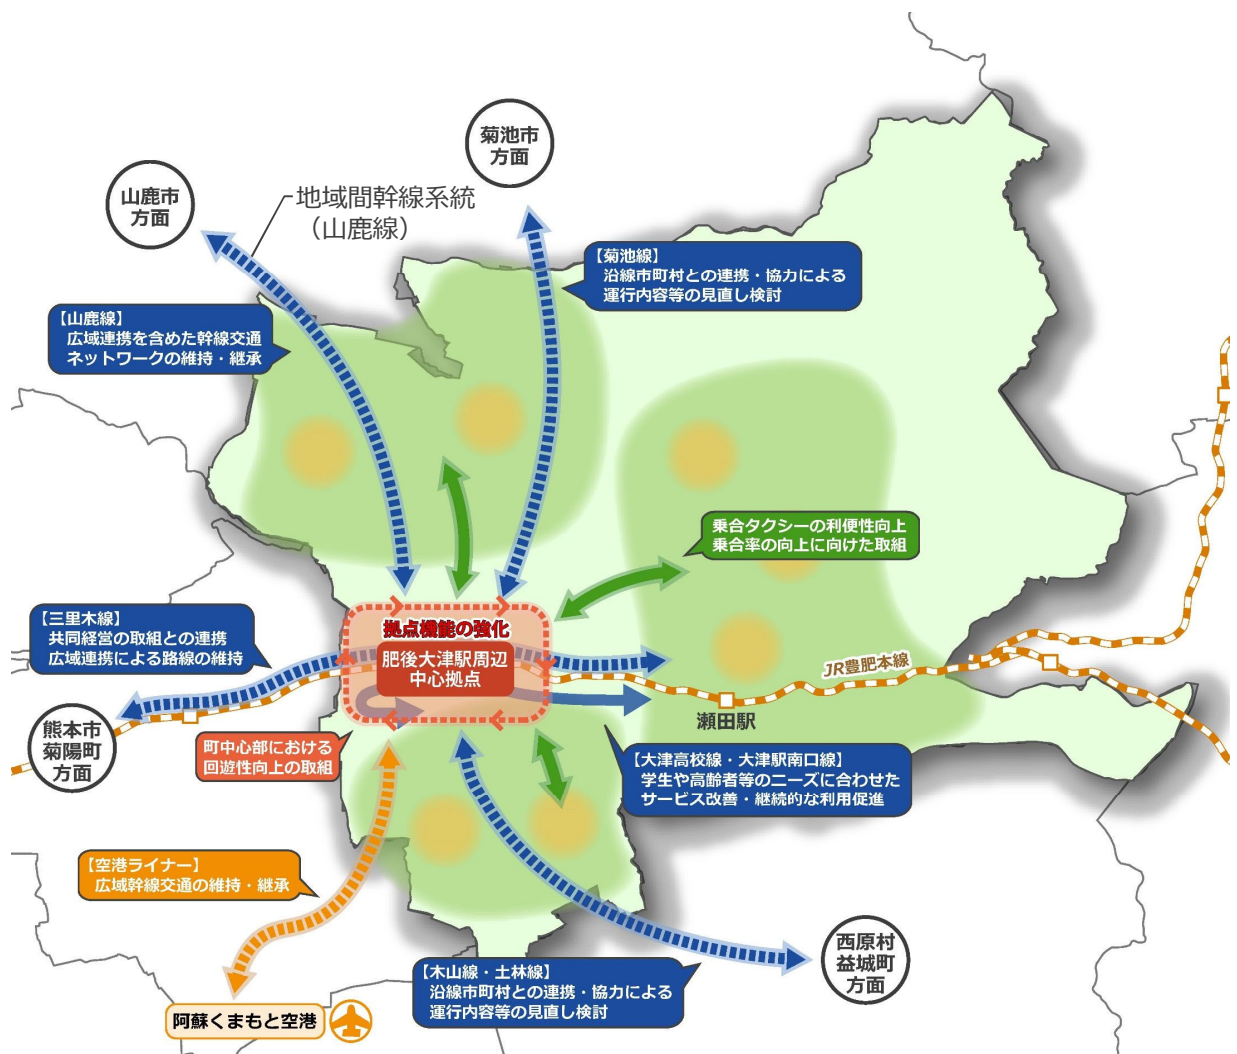 菊池市
方面
山鹿市
方面
地域間幹線系統
（山鹿線）
【菊池線】
沿線市町村との連携・協力による
運行内容等の見直し検討
【山鹿線】
広域連携を含めた幹線交通
ネットワークの維持・継承
乗合タクシーの利便性向上
乗合率の向上に向けた取組
【三里木線】
共同経営の取組との連携
広域連携による路線の維持
拠点機能の強化
肥後大津駅周辺
中心拠点
JR豊肥本線
瀬田駅
熊本市
菊陽町
方面
町中心部における
回遊性向上の取組
【大津高校線・大津駅南口線】
学生や高齢者等のニーズに合わせた
サービス改善・継続的な利用促進
【空港ライナー】
広域幹線交通の維持・継承
西原村
益城町
方面
【木山線・土林線】
沿線市町村との連携・協力による
運行内容等の見直し検討
阿蘇くまもと空港